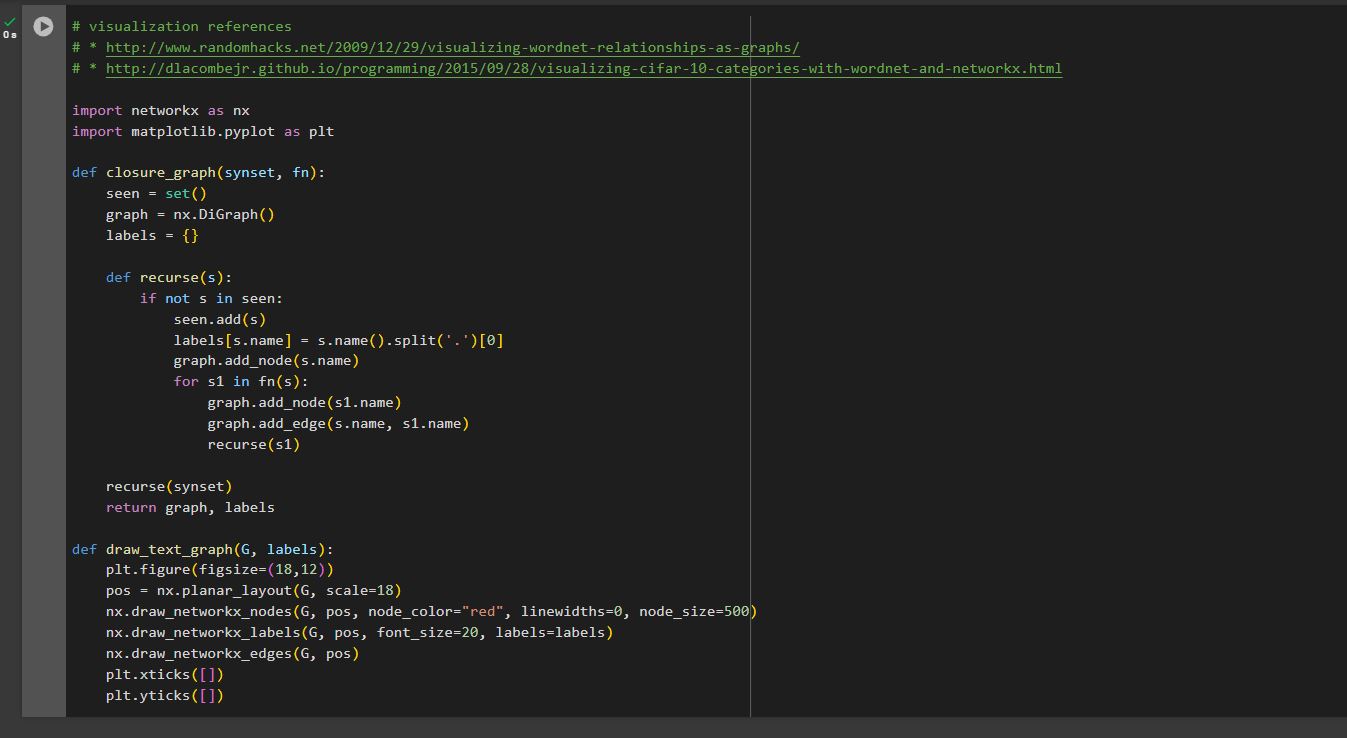 # visualization references
0s
# * http://www.randomhacks.net/2009/12/29/visualizing-wordnet-relationships-as-graphs/
# * http://dlacombejr.github.io/programming/2015/09/28/visualizing-cifar-10-categories-with-wordnet-and-networkx.html

import networkx as nx
import matplotlib.pyplot as plt

def closure_graph(synset, fn):
    seen = set()
    graph = nx.DiGraph()
    labels = {}

    def recurse(s):
        if not s in seen:
            seen.add(s)
            labels[s.name] = s.name().split('.')[0]
            graph.add_node(s.name)
            for s1 in fn(s):
                graph.add_node(s1.name)
                graph.add_edge(s.name, s1.name)
                recurse(s1)

    recurse(synset)
    return graph, labels

def draw_text_graph(G, labels):
    plt.figure(figsize=(18,12))
    pos = nx.planar_layout(G, scale=18)
    nx.draw_networkx_nodes(G, pos, node_color="red", linewidths=0, node_size=500)
    nx.draw_networkx_labels(G, pos, font_size=20, labels=labels)
    nx.draw_networkx_edges(G, pos)
    plt.xticks([])
    plt.yticks([])